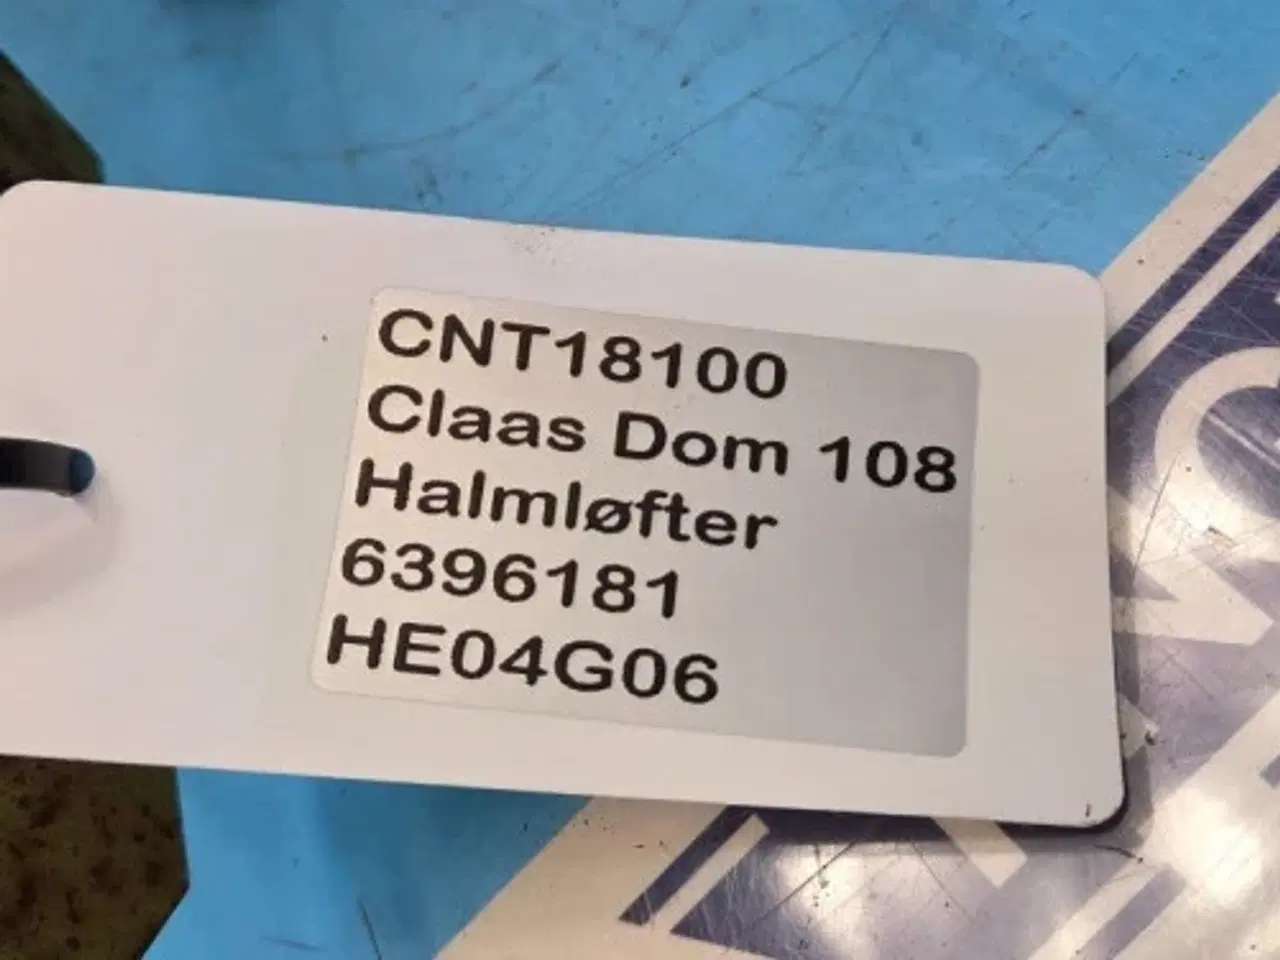 CNT18100
Claas Dom 108
Halmløfter
6396181
HE04G06